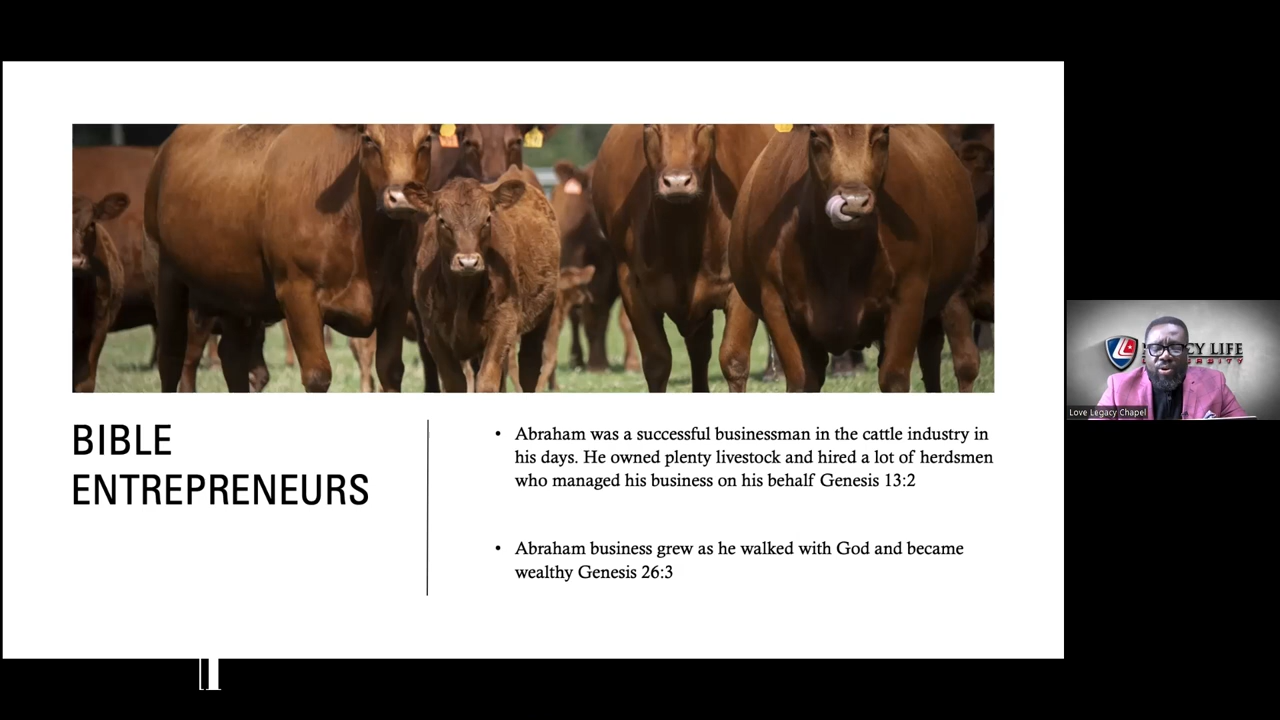 BIBLE
ENTREPRENEURS
• Abraham was a successful businessman in the cattle industry in
his days. He owned plenty livestock and hired a lot of herdsmen
who managed his business on his behalf Genesis 13:2
• Abraham business grew as he walked with God and became
wealthy Genesis 26:3
CY LIFE
Love Legacy Chapel